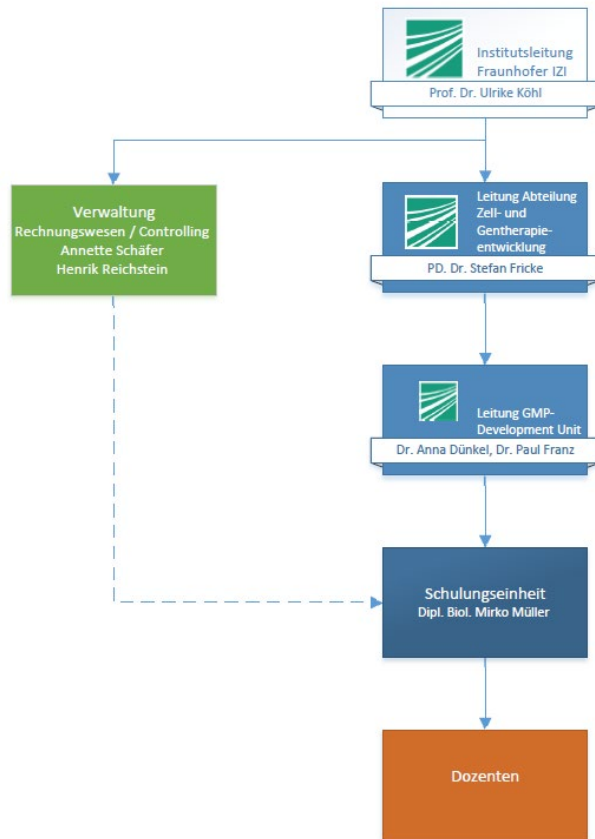 Institutsleitung
Fraunhofer IZI
Prof. Dr. Ulrike Köhl
Verwaltung
Rechnungswesen / Controlling
Annette Schäfer
Henrik Reichstein
Leitung Abteilung
Zell- und
Gentherapie-
entwicklung
PD. Dr. Stefan Fricke
Leitung GMP-
Development Unit
Dr. Anna Dünkel, Dr. Paul Franz
Schulungseinheit
Dipl. Biol. Mirko Müller
Dozenten